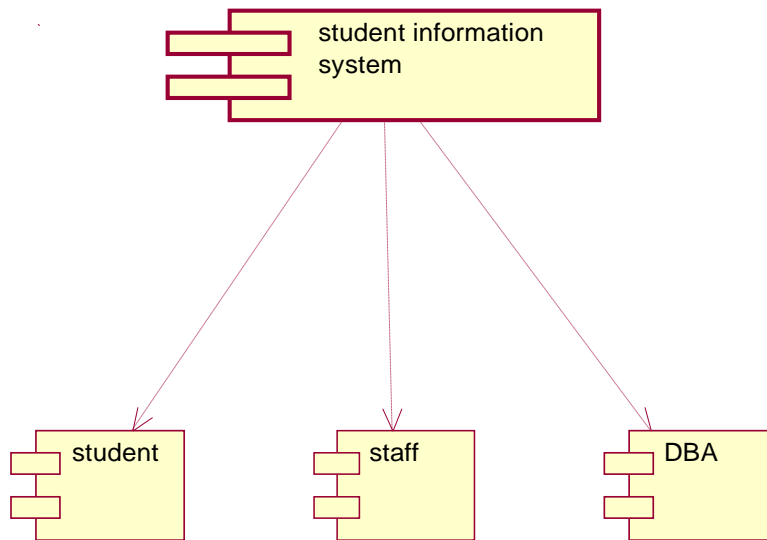 student information
system
student
staff
DBA